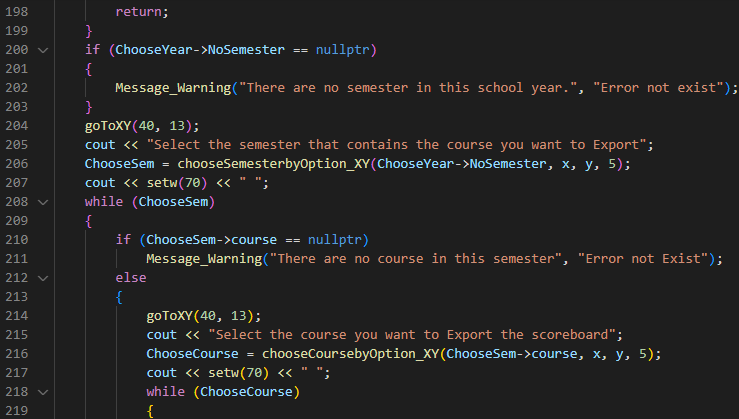 198 return;
199 }
200 if (ChooseYear->NoSemester == nullptr)
201 {
202 Message_Warning("There are no semester in this school year.", "Error not exist");
203 }
204 goToXY(40, 13);
205 cout << "Select the semester that contains the course you want to Export";
206 ChooseSem = chooseSemesterbyOption_XY(ChooseYear->NoSemester, x, y, 5);
207 cout << setw(70) << " ";
208 while (ChooseSem)
209 {
210 if (ChooseSem->course == nullptr)
211 Message_Warning("There are no course in this semester", "Error not Exist");
212 else
213 {
214 goToXY(40, 13);
215 cout << "Select the course you want to Export the scoreboard";
216 ChooseCourse = chooseCoursebyOption_XY(ChooseSem->course, x, y, 5);
217 cout << setw(70) << " ";
218 while (ChooseCourse)
219 {